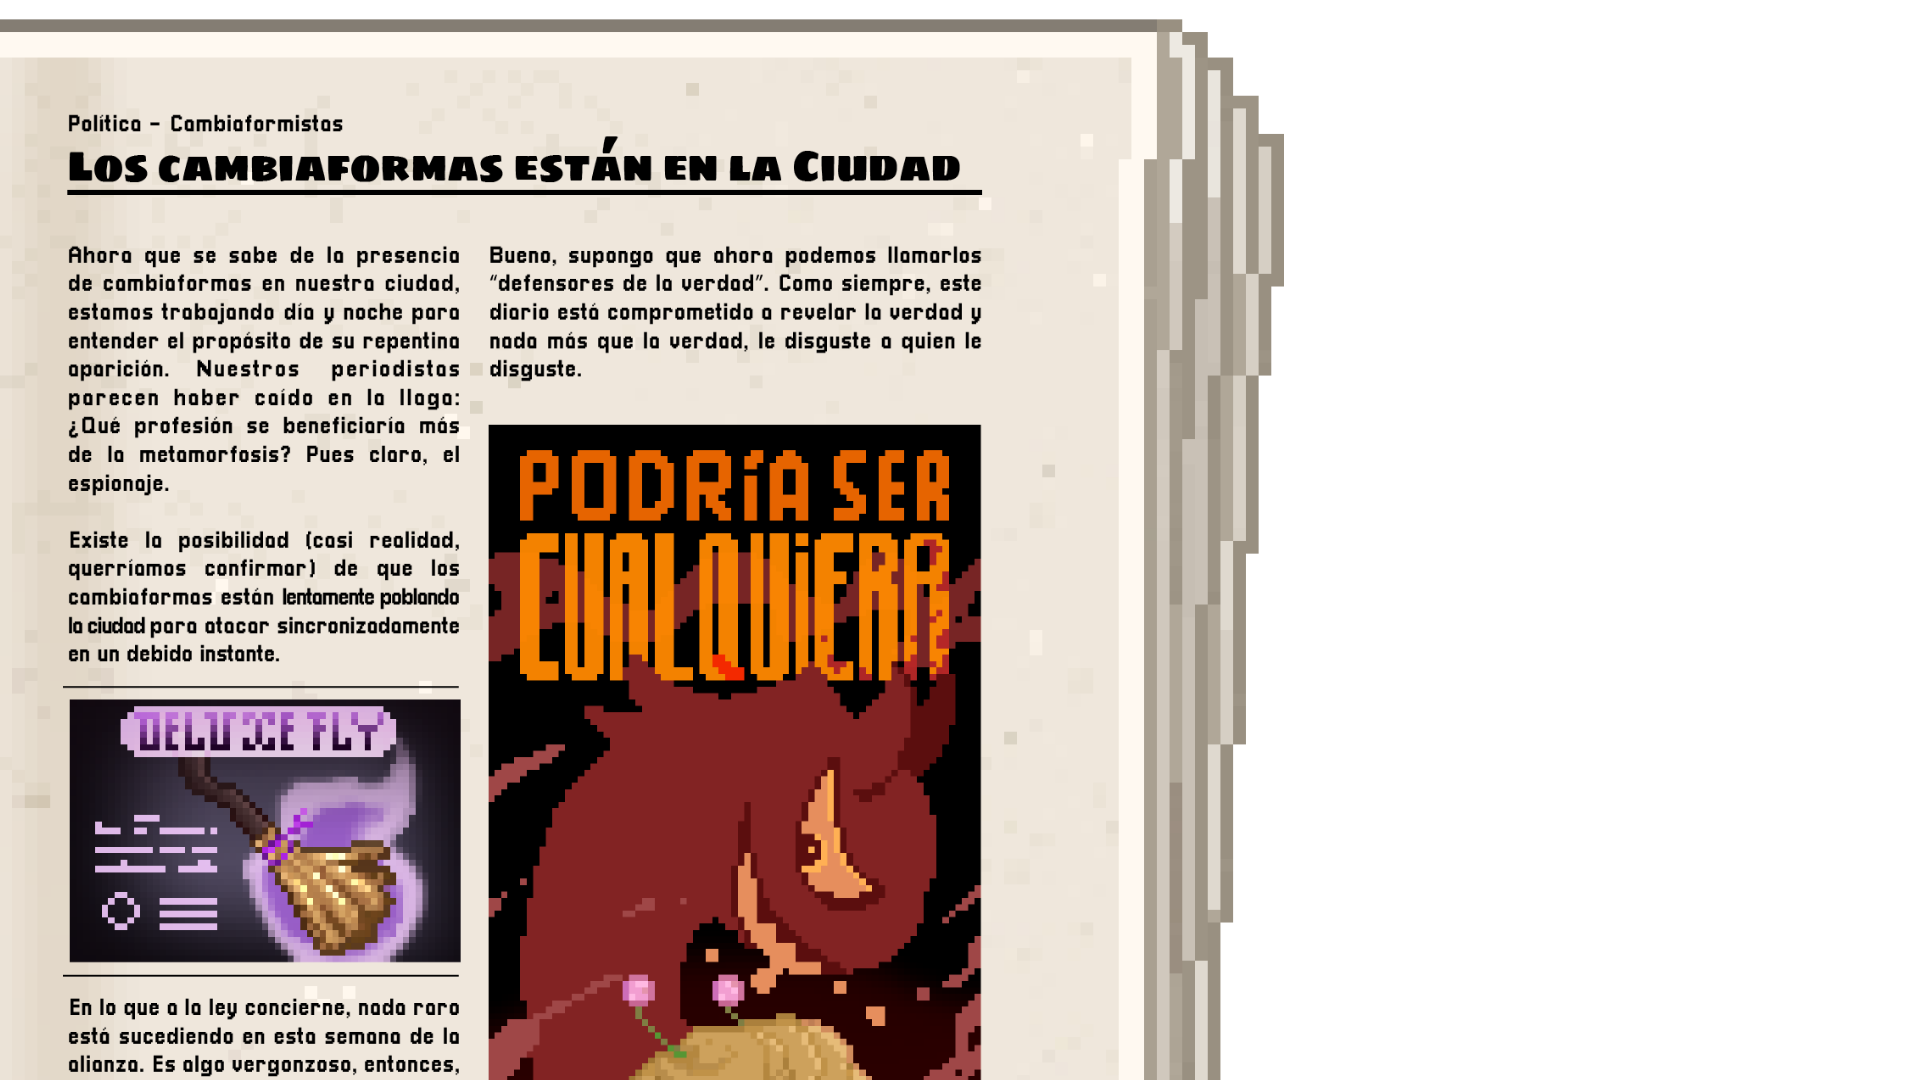 Política - Cambiaformistas
Los cambiaformas están en la Ciudad
Ahora que se sabe de la presencia
de cambiaformas en nuestra ciudad,
estamos trabajando día y noche para
entender el propósito de su repentina
aparición. Nuestros periodistas
parecen haber caído en la llaga:
¿Qué profesión se beneficiaría más
de la metamorfosis? Pues claro, el
espionaje.
Existe la posibilidad (casi realidad,
querríamos confirmar) de que los
cambiaformas están lentamente poblando
la ciudad para atacar sincronizadamente
en un debido instante.
DELUXE FLY
En lo que a la ley concierne, nada raro
está sucediendo en esta semana de la
alianza. Es algo vergonzoso, entonces,
Bueno, supongo que ahora podemos llamarlos
“defensores de la verdad”. Como siempre, este
diario está comprometido a revelar la verdad y
nada más que la verdad, le disguste a quien le
disguste.
PODRíA SER
CUALQUiERA